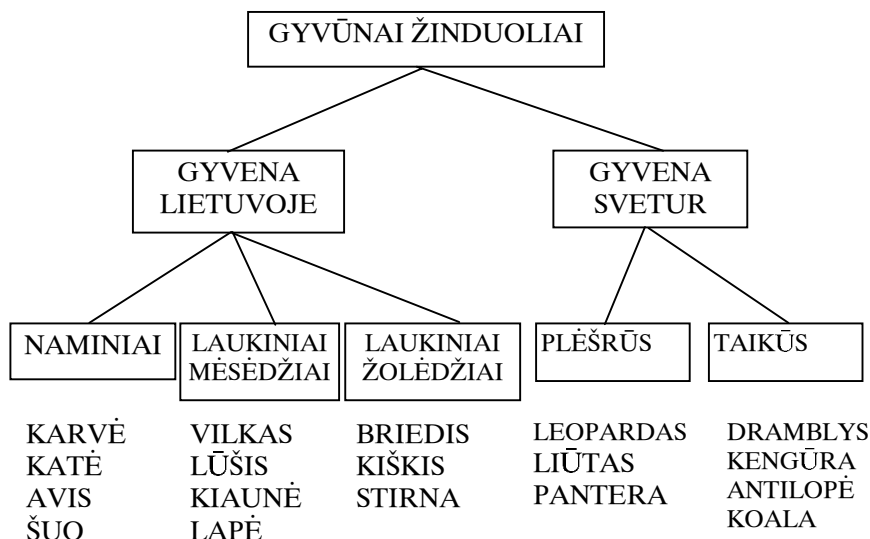 GYVŪNAI ŽINDUOLIAI
GYVENA
LIETUVOJE
GYVENA
SVETUR
NAMINIAI
LAUKINIAI
MĖSĖDŽIAI
LAUKINIAI
ŽOLĖDŽIAI
PLĖŠRŪS
TAIKŪS
KARVĖ
KATĖ
AVIS
ŠUO
VILKAS
LŪŠIS
KIAUNĖ
LAPĖ
BRIEDIS
KIŠKIS
STIRNA
LEOPARDAS
LIŪTAS
PANTERA
DRAMBLYS
KENGŪRA
ANTILOPĖ
KOALA